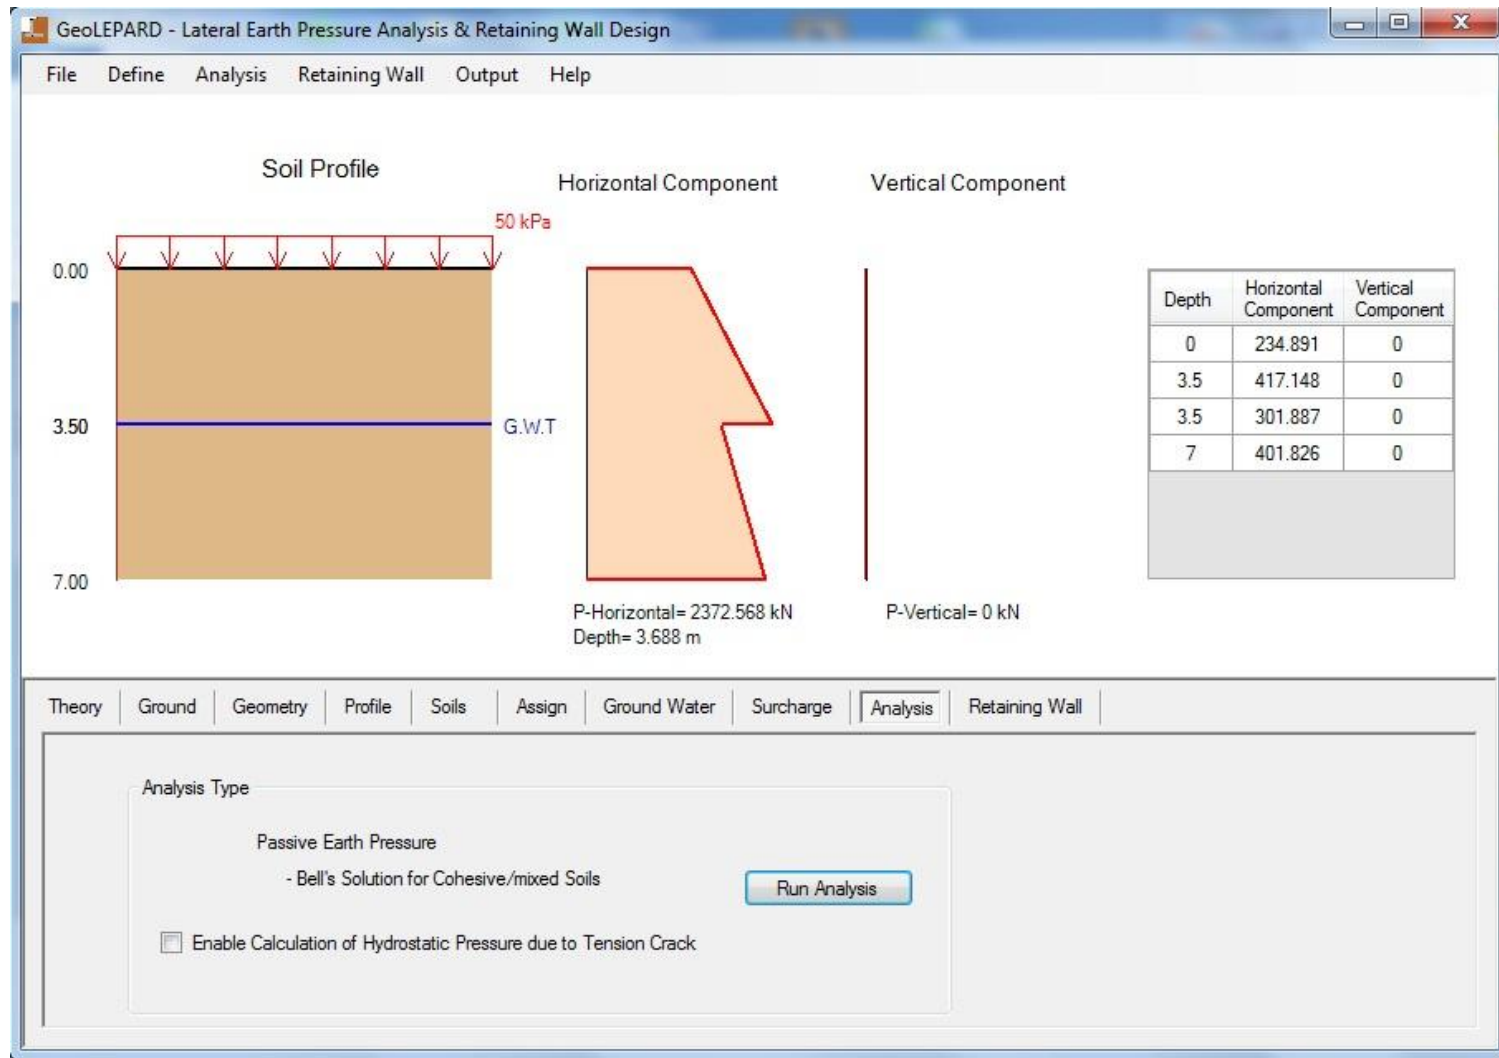 GeoLEPARD - Lateral Earth Pressure Analysis & Retaining Wall Design
File Define Analysis Retaining Wall Output Help
Soil Profile
Horizontal Component
Vertical Component
50 kPa
0.00
3.50
G.W.T
7.00
P-Horizontal= 2372.568 kN
Depth= 3.688 m
P-Vertical= 0 kN
Depth Horizontal Component Vertical Component
0 234.891 0
3.5 417.148 0
3.5 301.887 0
7 401.826 0
Theory Ground Geometry Profile Soils Assign Ground Water Surcharge Analysis Retaining Wall
Analysis Type
Passive Earth Pressure
- Bell's Solution for Cohesive/mixed Soils
Run Analysis
Enable Calculation of Hydrostatic Pressure due to Tension Crack